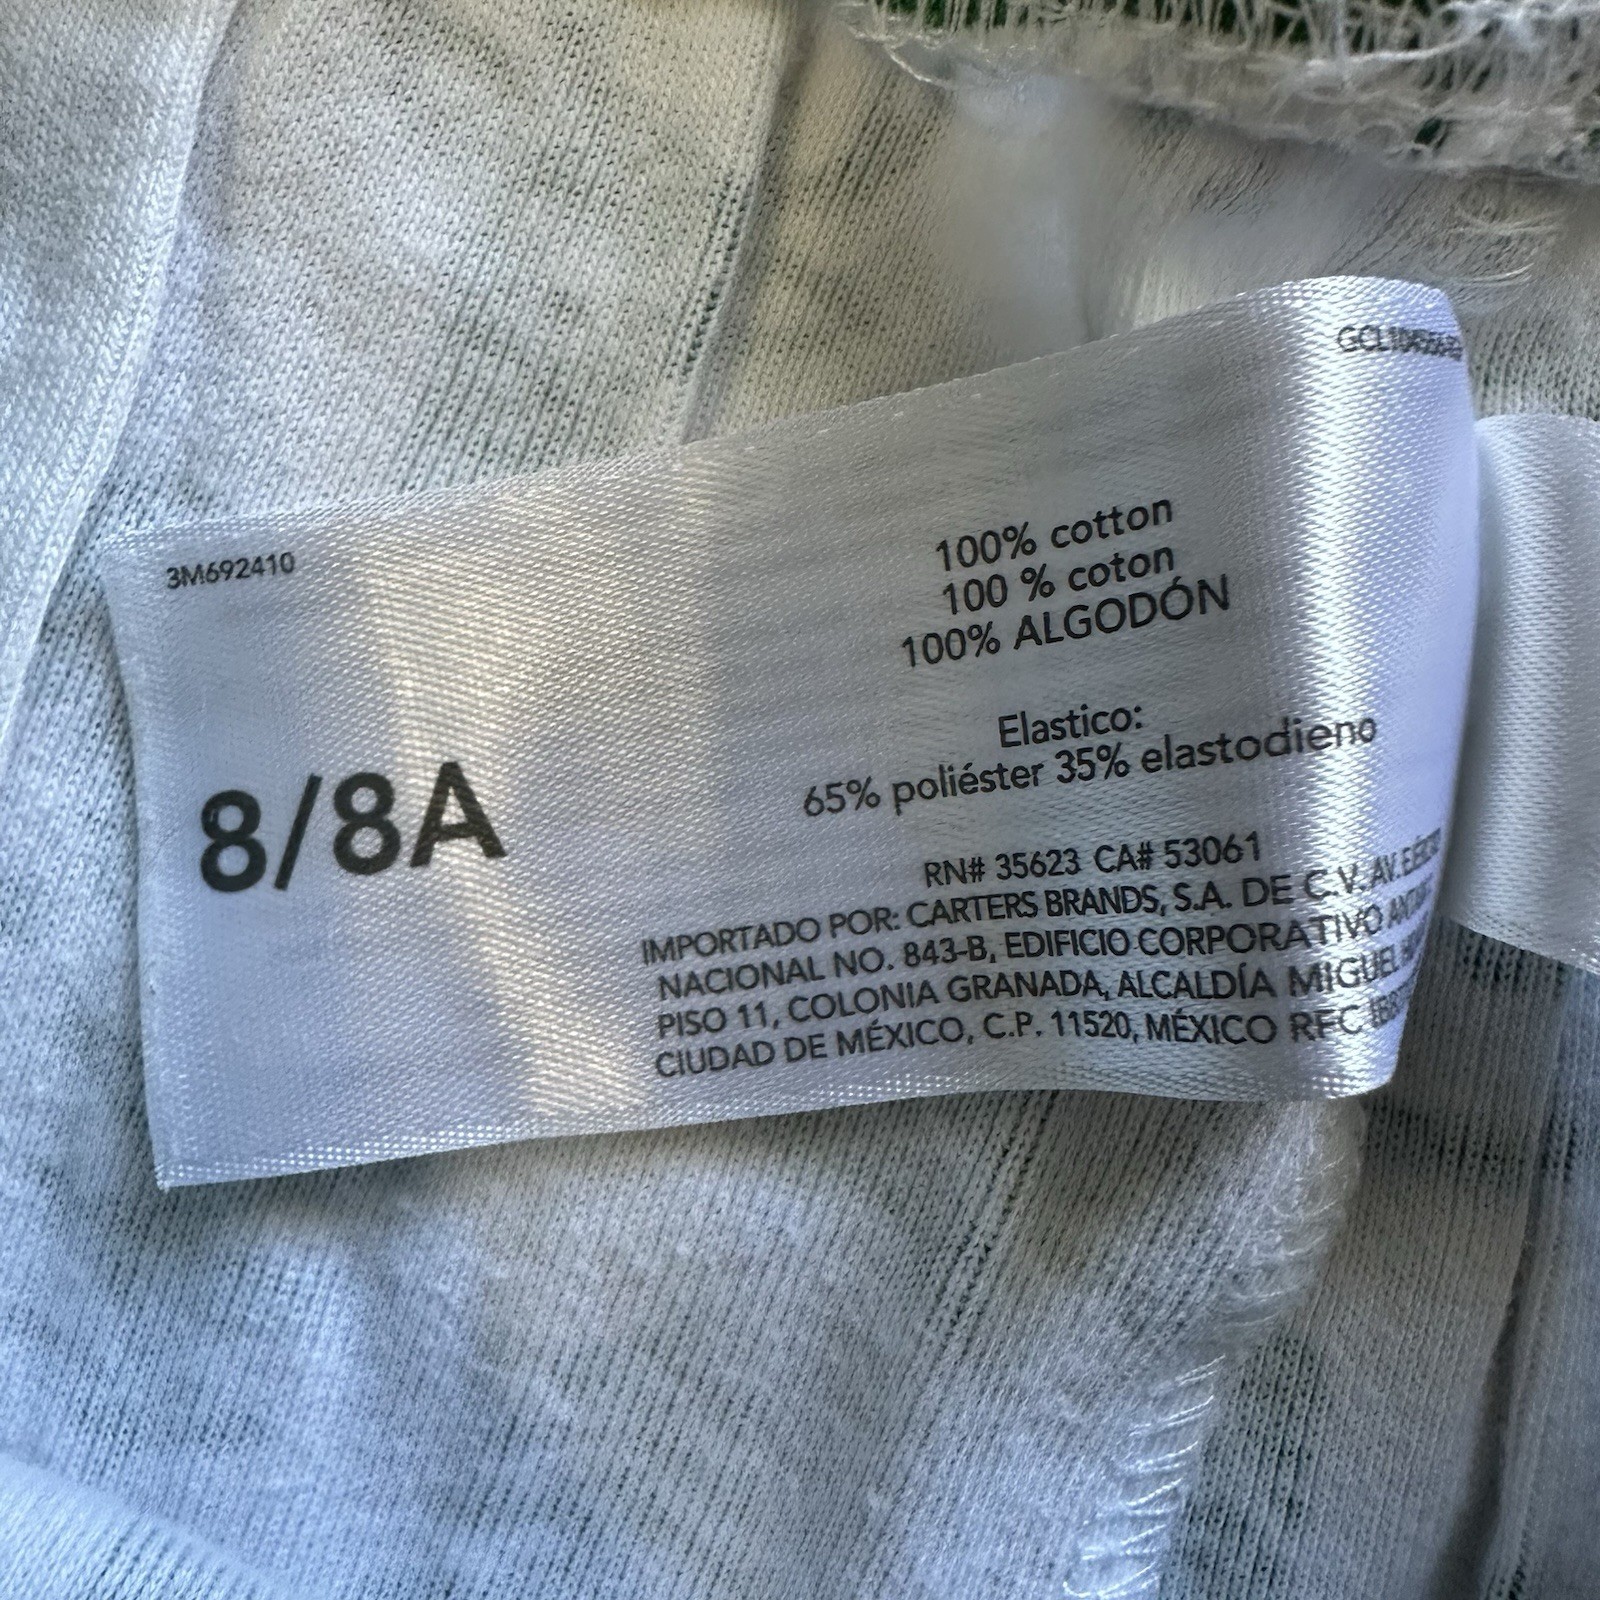 3M692410
8/8A
100% cotton
100 % coton
100% ALGODÓN
Elastico:
65% poliéster 35% elastodieno
RN# 35623 CA# 53061
IMPORTADO POR: CARTERS BRANDS, S.A. DE C.V. AV.
NACIONAL NO. 843-B, EDIFICIO CORPORATIVO
PISO 11, COLONIA GRANADA, ALCALDÍA MIGUEL
CIUDAD DE MÉXICO, C.P. 11520, MÉXICO RFC